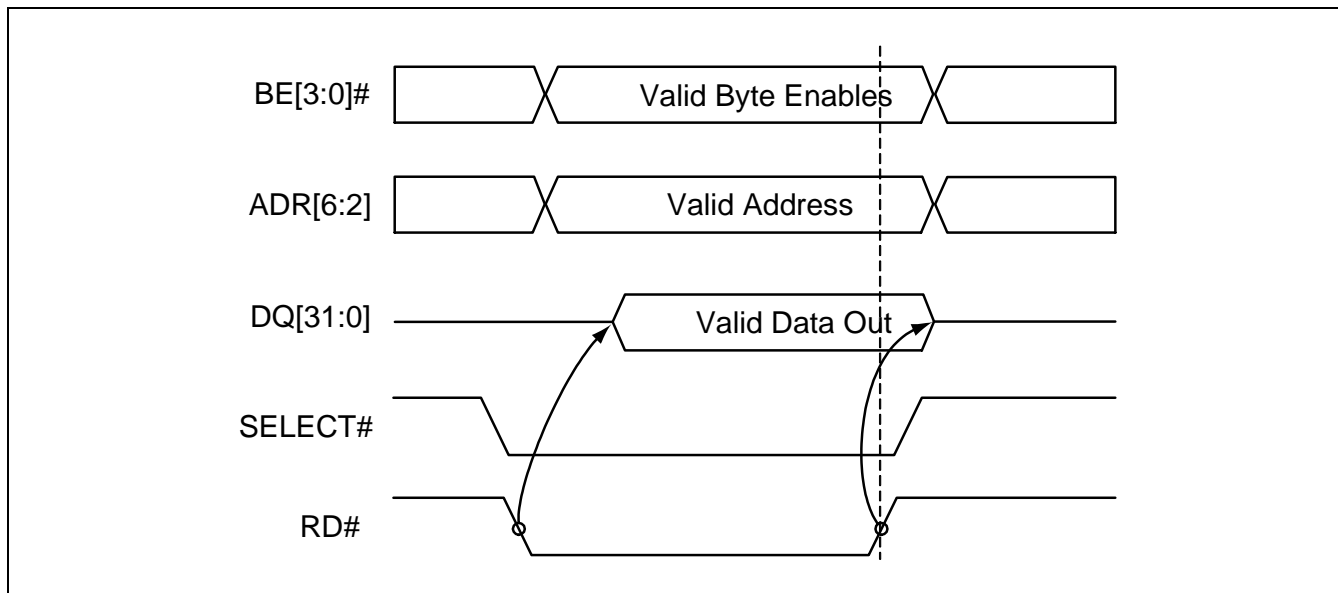 BE[3:0]#
Valid Byte Enables
ADR[6:2]
Valid Address
DQ[31:0]
Valid Data Out
SELECT#
RD#